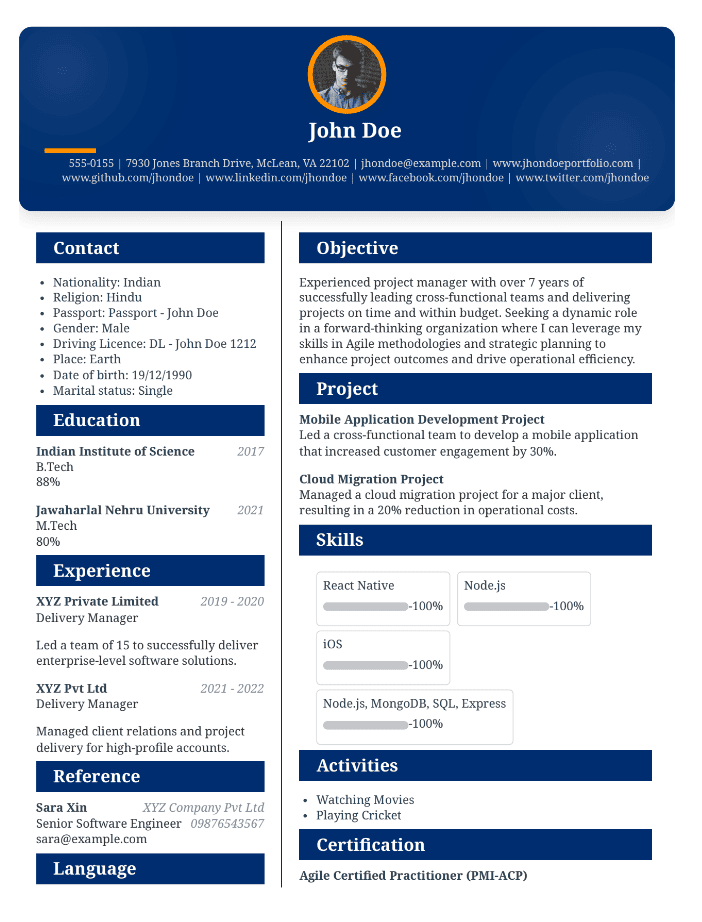 John Doe
555-0155 | 7930 Jones Branch Drive, McLean, VA 22102 | jhondoe@example.com | www.jhondoeportfolio.com |
www.github.com/jhondoe | www.linkedin.com/jhondoe | www.facebook.com/jhondoe | www.twitter.com/jhondoe
Contact
• Nationality: Indian
• Religion: Hindu
• Passport: Passport - John Doe
• Gender: Male
• Driving Licence: DL - John Doe 1212
• Place: Earth
• Date of birth: 19/12/1990
• Marital status: Single
Education
Indian Institute of Science 2017
B.Tech
88%
Jawaharlal Nehru University 2021
M.Tech
80%
Experience
XYZ Private Limited 2019 - 2020
Delivery Manager
Led a team of 15 to successfully deliver
enterprise-level software solutions.
XYZ Pvt Ltd 2021 - 2022
Delivery Manager
Managed client relations and project
delivery for high-profile accounts.
Reference
Sara Xin XYZ Company Pvt Ltd
Senior Software Engineer 09876543567
sara@example.com
Language
Objective
Experienced project manager with over 7 years of
successfully leading cross-functional teams and delivering
projects on time and within budget. Seeking a dynamic role
in a forward-thinking organization where I can leverage my
skills in Agile methodologies and strategic planning to
enhance project outcomes and drive operational efficiency.
Project
Mobile Application Development Project
Led a cross-functional team to develop a mobile application
that increased customer engagement by 30%.
Cloud Migration Project
Managed a cloud migration project for a major client,
resulting in a 20% reduction in operational costs.
Skills
React Native
-100%
Node.js
-100%
iOS
-100%
Node.js, MongoDB, SQL, Express
-100%
Activities
• Watching Movies
• Playing Cricket
Certification
Agile Certified Practitioner (PMI-ACP)